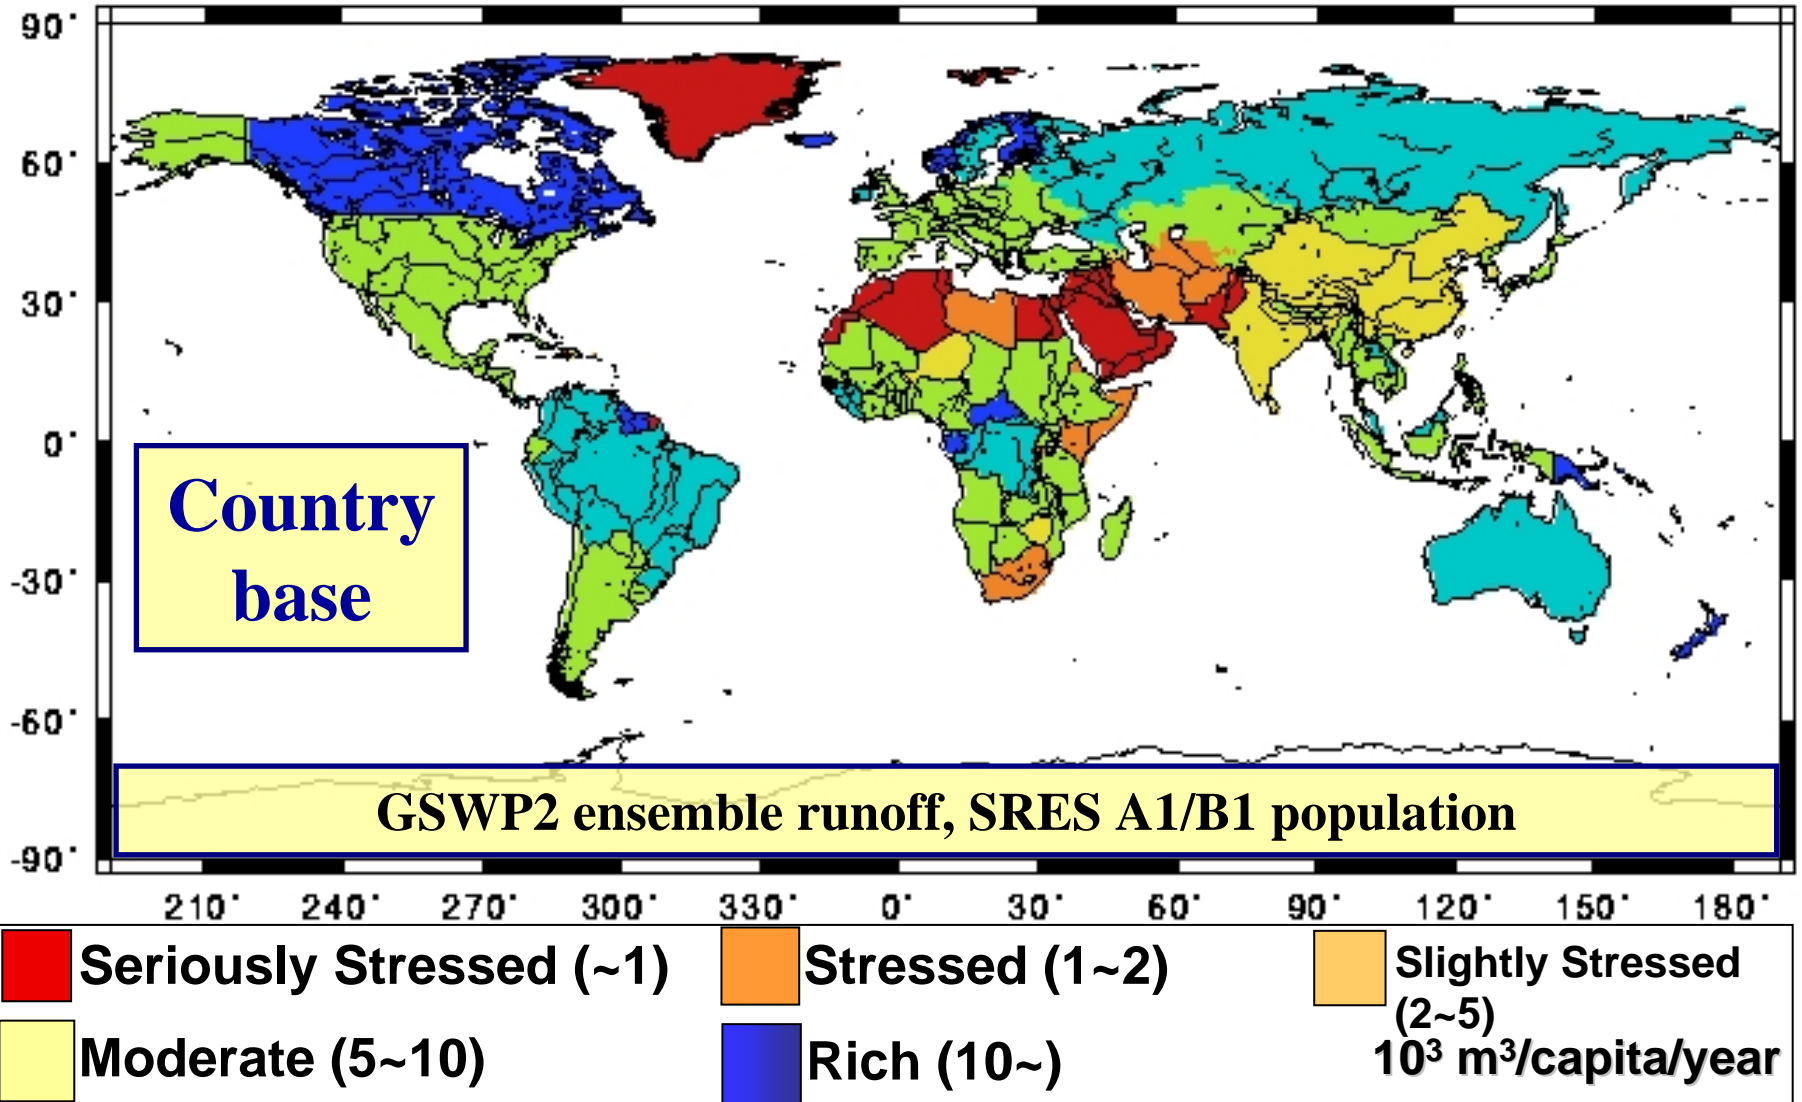 90°
60°
30°
0°
-30°
-60°
-90°
Country
base
GSWP2 ensemble runoff, SRES A1/B1 population
210° 240° 270° 300° 330° 0° 30° 60° 90° 120° 150° 180°
Seriously Stressed (~1)
Stressed (1~2)
Slightly Stressed
(2~5)
Moderate (5~10)
Rich (10~)
10³ m³/capita/year